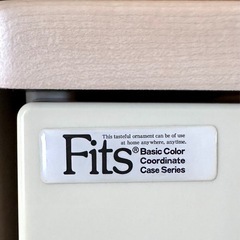 This tasteful ornament can be of use
at home anywhere, anytime.
Fits® Basic Color
Coordinate
Case Series